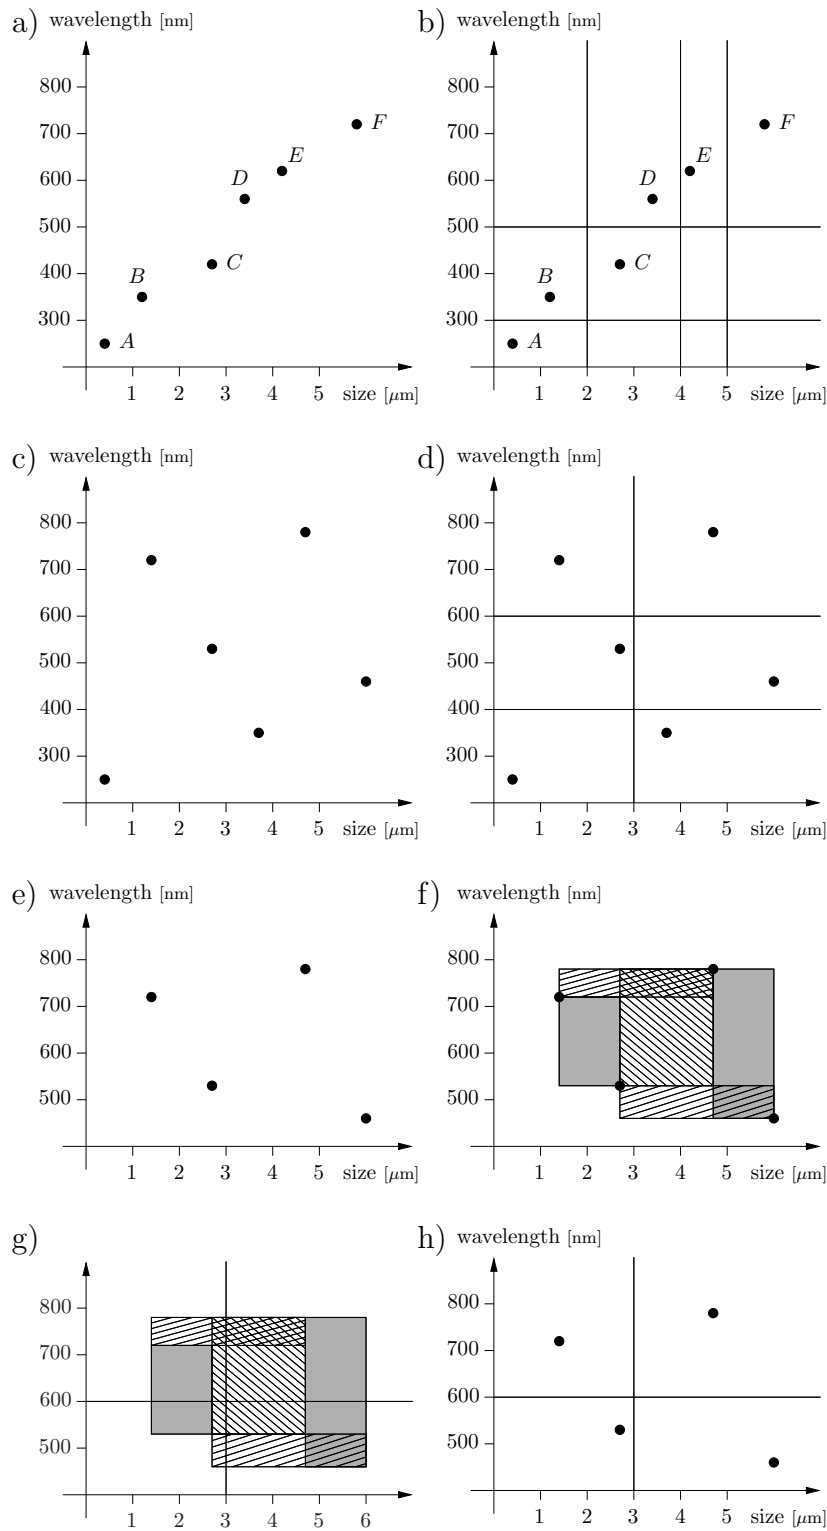 a) wavelength [nm]
800
700
600
500
400
300
A
B
C
D
E
F
1 2 3 4 5 size [μm]
b) wavelength [nm]
800
700
600
500
400
300
A
B
C
D
E
F
1 2 3 4 5 size [μm]
c) wavelength [nm]
800
700
600
500
400
300
1 2 3 4 5 size [μm]
d) wavelength [nm]
800
700
600
500
400
300
1 2 3 4 5 size [μm]
e) wavelength [nm]
800
700
600
500
1 2 3 4 5 size [μm]
f) wavelength [nm]
800
700
600
500
1 2 3 4 5 size [μm]
g)
800
700
600
500
1 2 3 4 5 6
h) wavelength [nm]
800
700
600
500
1 2 3 4 5 size [μm]